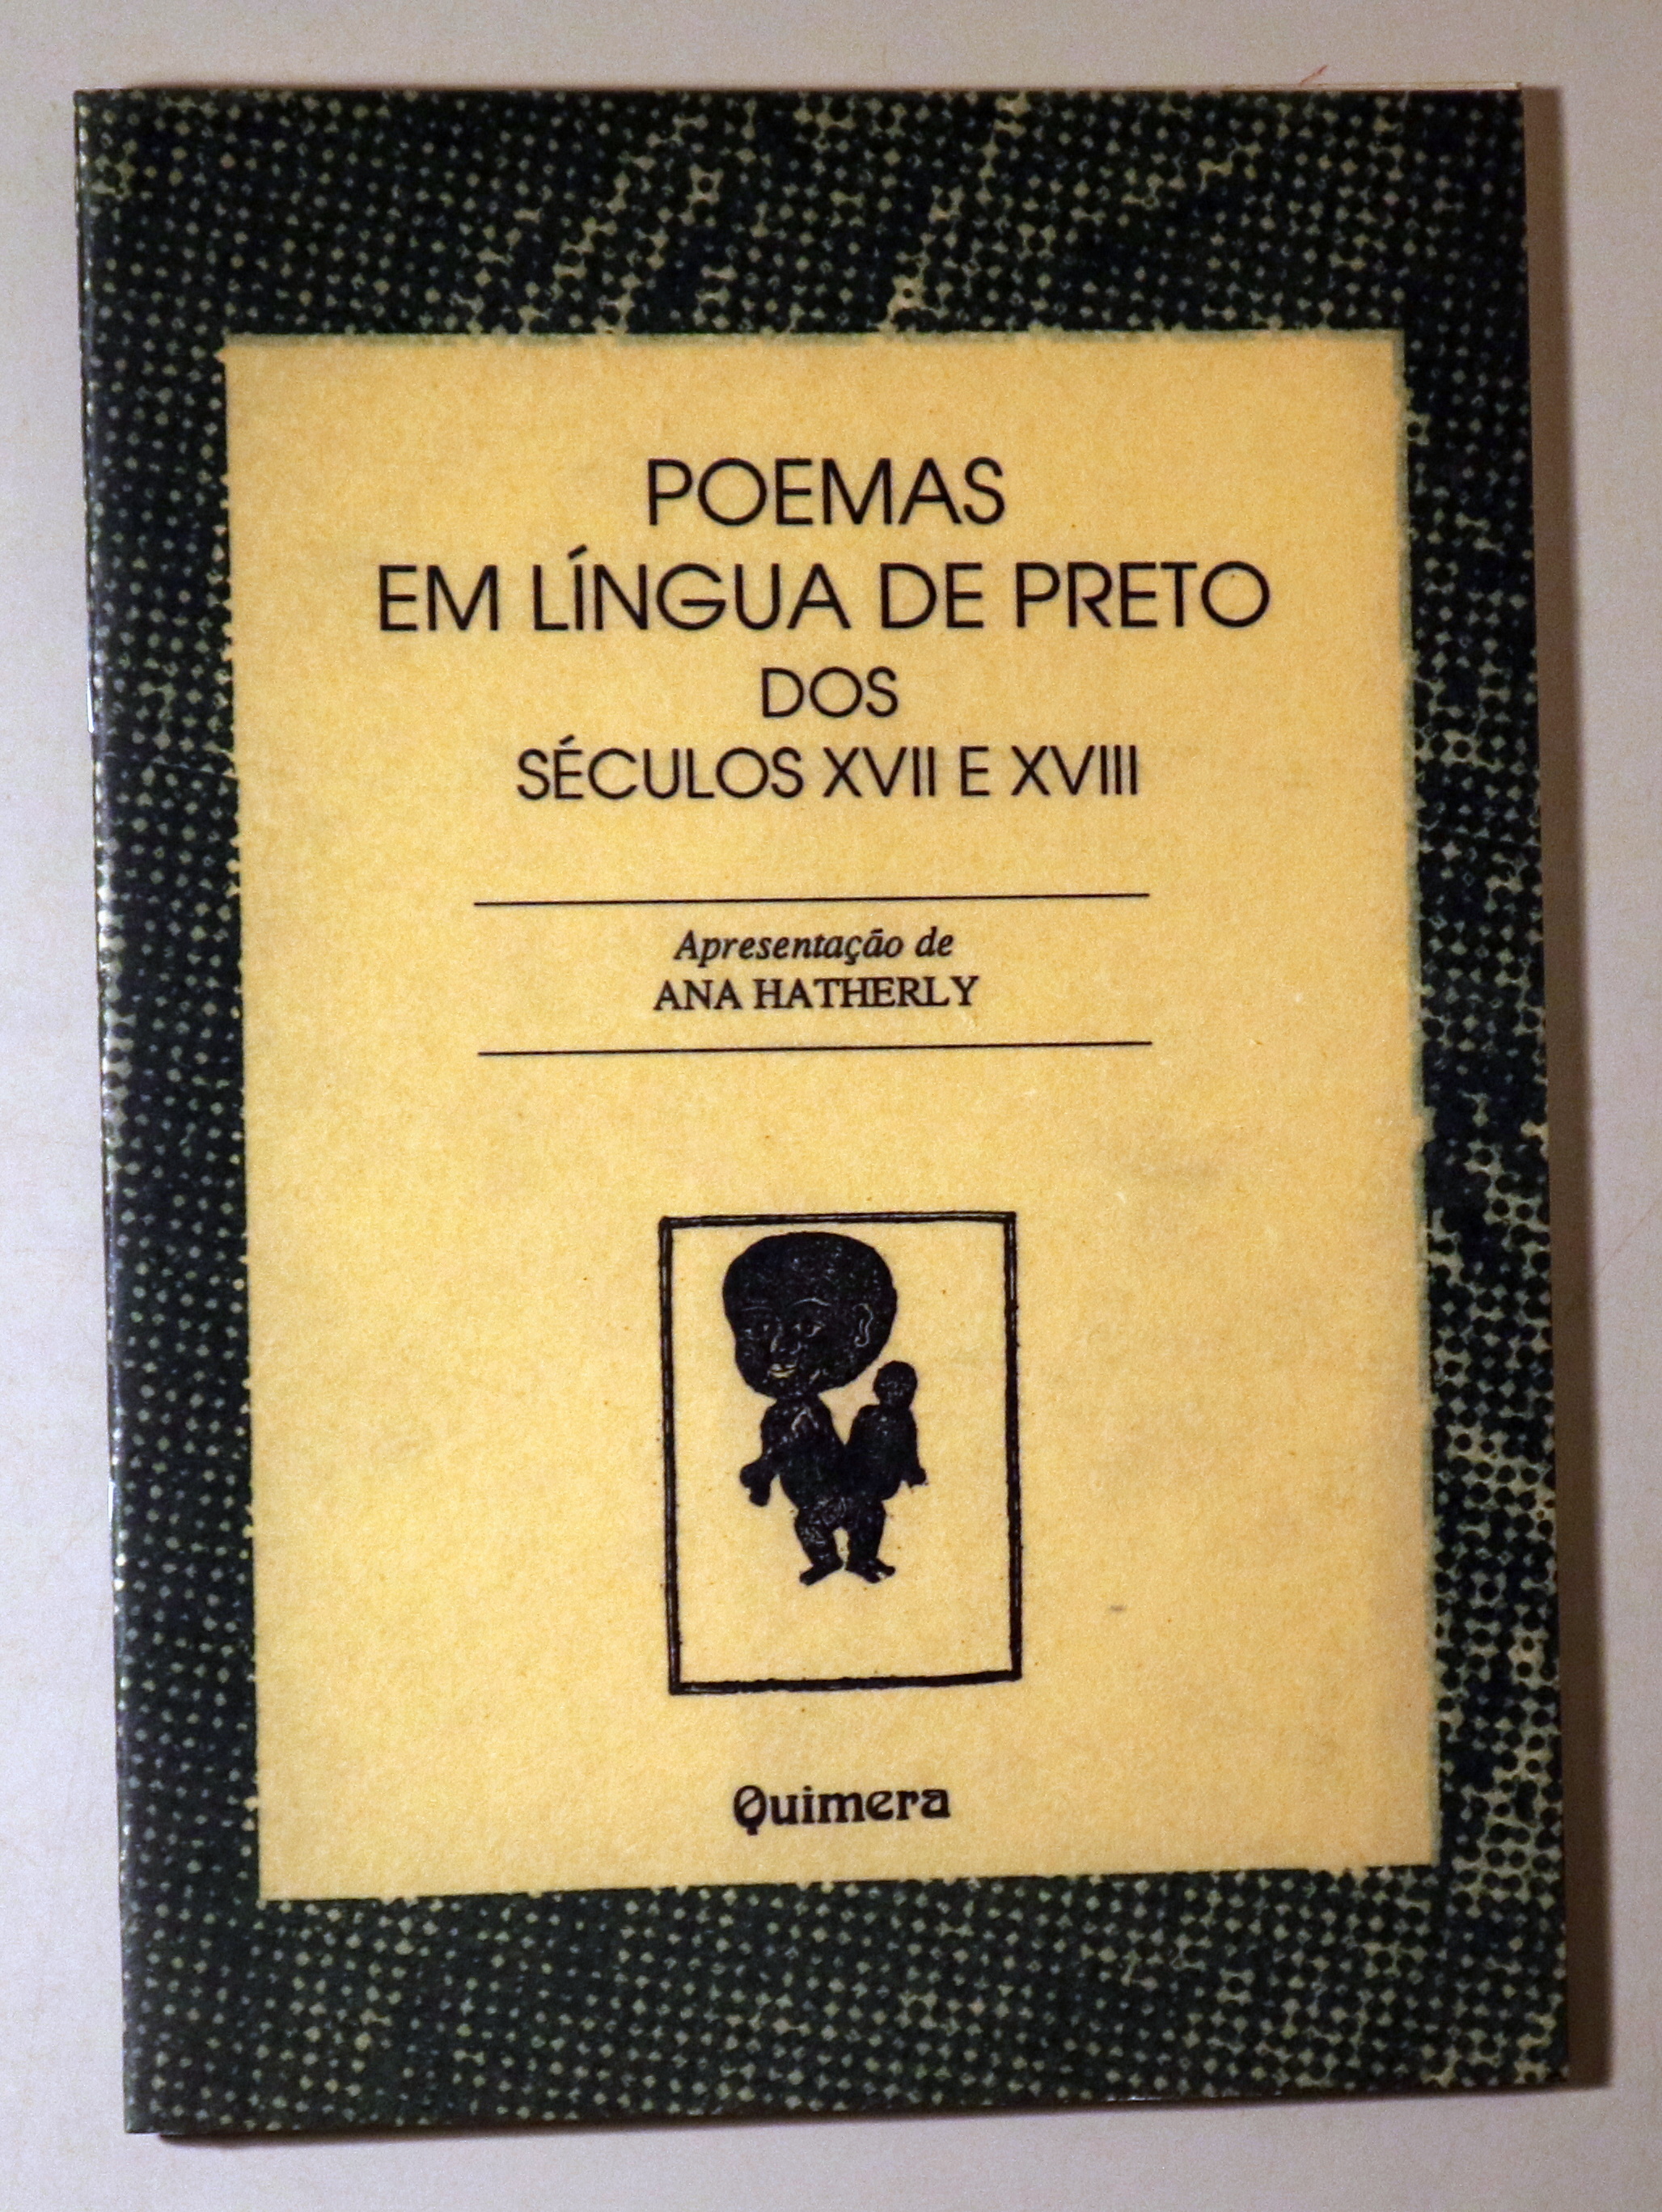 POEMAS
EM LÍNGUA DE PRETO
DOS
SÉCULOS XVII E XVIII
Apresentação de
ANA HATHERLY
Quimera